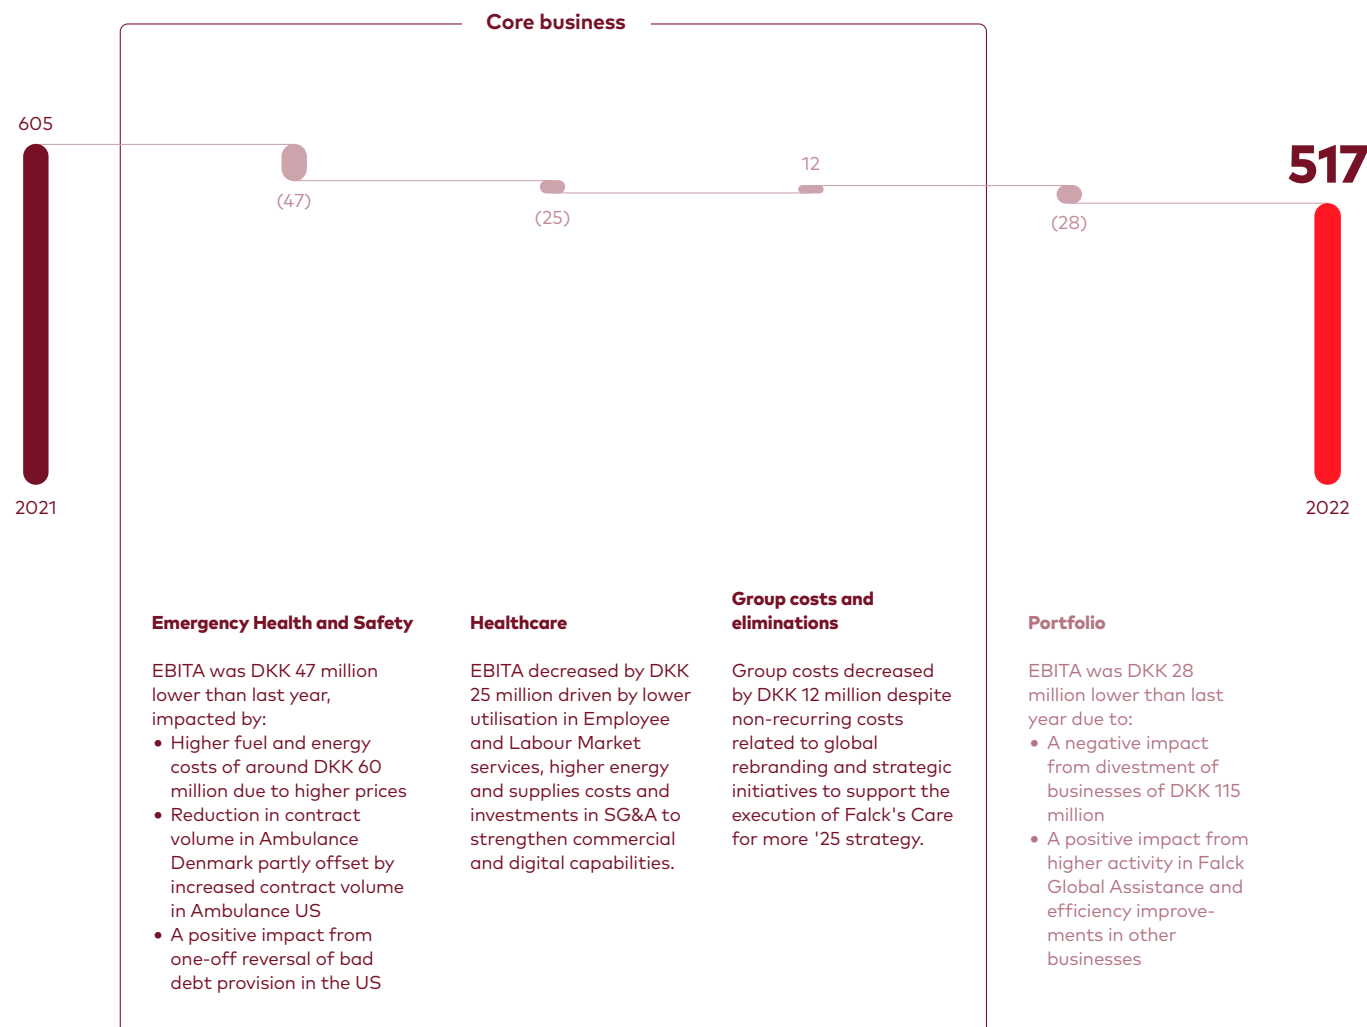 Core business
605
(47)
(25)
12
(28)
517
2021
2022
Emergency Health and Safety
EBITA was DKK 47 million
lower than last year,
impacted by:
• Higher fuel and energy
costs of around DKK 60
million due to higher prices
• Reduction in contract
volume in Ambulance
Denmark partly offset by
increased contract volume
in Ambulance US
• A positive impact from
one-off reversal of bad
debt provision in the US
Healthcare
EBITA decreased by DKK
25 million driven by lower
utilisation in Employee
and Labour Market
services, higher energy
and supplies costs and
investments in SG&A to
strengthen commercial
and digital capabilities.
Group costs and
eliminations
Group costs decreased
by DKK 12 million despite
non-recurring costs
related to global
rebranding and strategic
initiatives to support the
execution of Falck's Care
for more '25 strategy.
Portfolio
EBITA was DKK 28
million lower than last
year due to:
• A negative impact
from divestment of
businesses of DKK 115
million
• A positive impact from
higher activity in Falck
Global Assistance and
efficiency improve-
ments in other
businesses